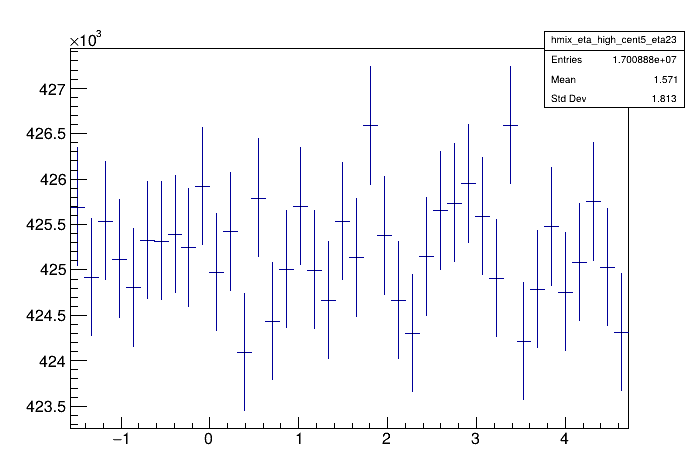 ×10³
hmix_eta_high_cent5_eta23
Entries 1.700888e+07
Mean 1.571
Std Dev 1.813
427
426.5
426
425.5
425
424.5
424
423.5
−1 0 1 2 3 4